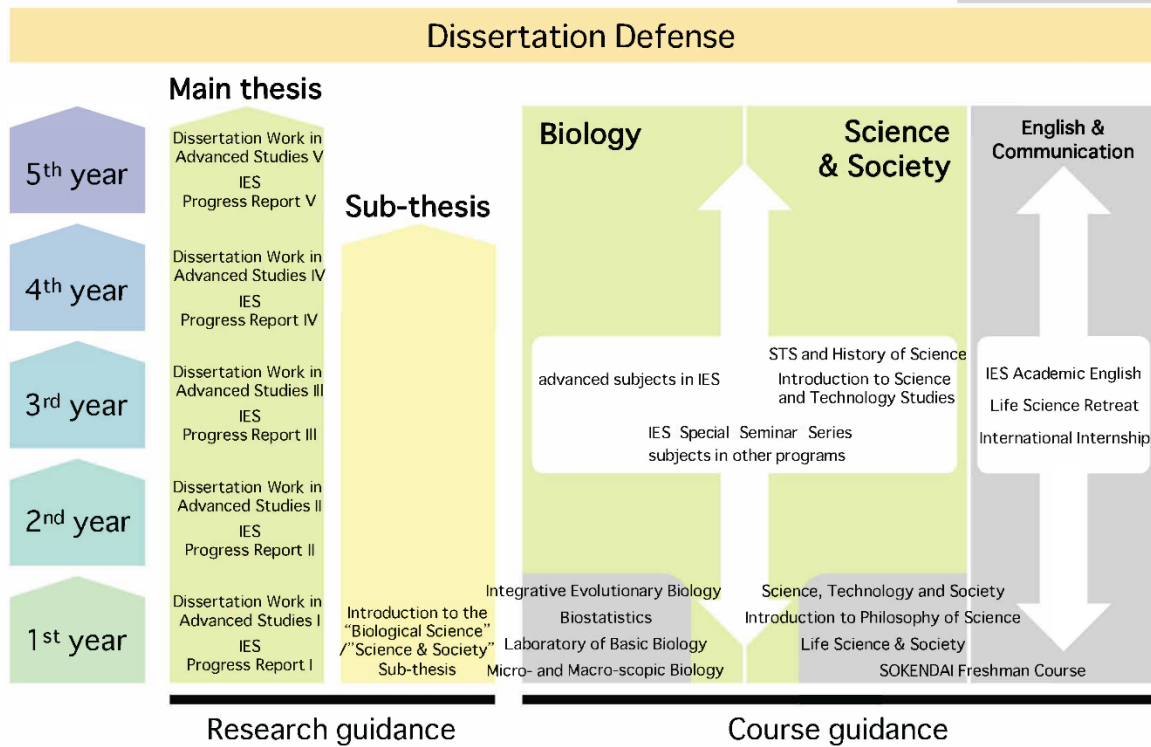 Dissertation Defense
Main thesis
5th year
Dissertation Work in
Advanced Studies V
IES
Progress Report V
Sub-thesis
4th year
Dissertation Work in
Advanced Studies IV
IES
Progress Report IV
3rd year
Dissertation Work in
Advanced Studies III
IES
Progress Report III
2nd year
Dissertation Work in
Advanced Studies II
IES
Progress Report II
1st year
Dissertation Work in
Advanced Studies I
IES
Progress Report I
Introduction to the
"Biological Science"
/"Science & Society"
Sub-thesis
Research guidance
Biology
Science
& Society
advanced subjects in IES
STS and History of Science
Introduction to Science
and Technology Studies
IES Special Seminar Series
subjects in other programs
Integrative Evolutionary Biology
Biostatistics
Laboratory of Basic Biology
Micro- and Macro-scopic Biology
Science, Technology and Society
Introduction to Philosophy of Science
Life Science & Society
SOKENDAI Freshman Course
English &
Communication
IES Academic English
Life Science Retreat
International Internship
Course guidance